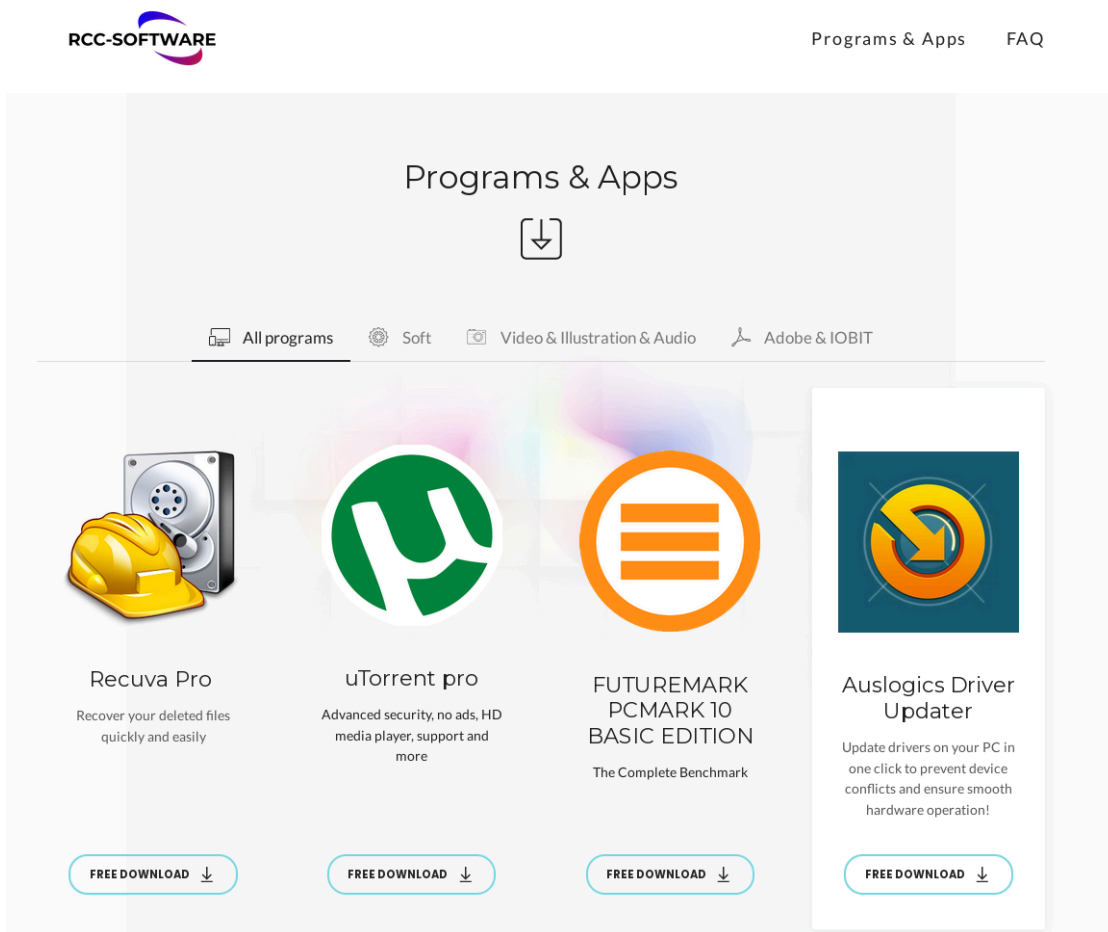 RCC-SOFTWARE
Programs & Apps
FAQ
Programs & Apps
All programs
Soft
Video & Illustration & Audio
Adobe & IOBIT
Recuva Pro
Recover your deleted files
quickly and easily
FREE DOWNLOAD
uTorrent pro
Advanced security, no ads, HD
media player, support and
more
FREE DOWNLOAD
FUTUREMARK
PCMARK 10
BASIC EDITION
The Complete Benchmark
FREE DOWNLOAD
Auslogics Driver
Updater
Update drivers on your PC in
one click to prevent device
conflicts and ensure smooth
hardware operation!
FREE DOWNLOAD